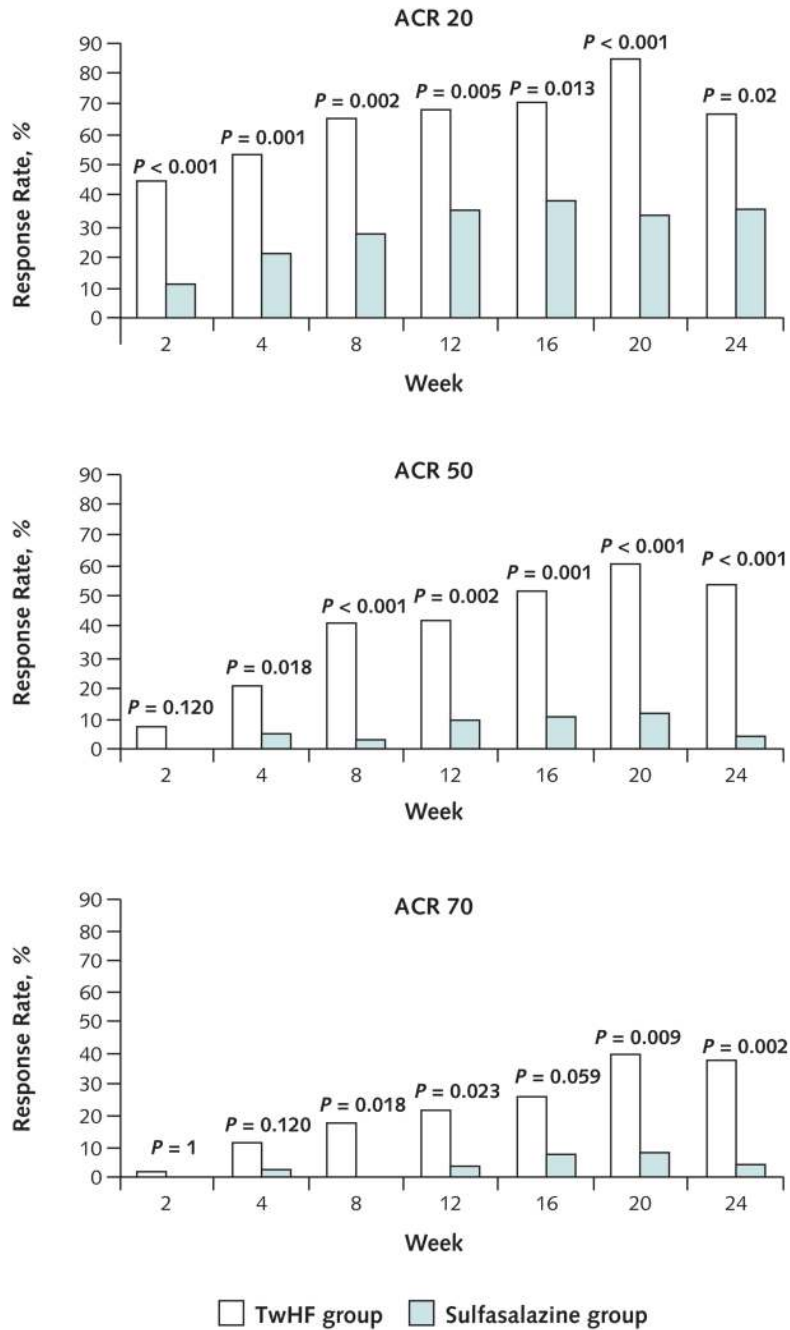 ACR 20
Response Rate, %
90
80
70
60
50
40
30
20
10
0
P < 0.001
P = 0.001
P = 0.002
P = 0.005
P = 0.013
P < 0.001
P = 0.02
2 4 8 12 16 20 24
Week
ACR 50
Response Rate, %
90
80
70
60
50
40
30
20
10
0
P = 0.120
P = 0.018
P < 0.001
P = 0.002
P = 0.001
P < 0.001
P < 0.001
2 4 8 12 16 20 24
Week
ACR 70
Response Rate, %
90
80
70
60
50
40
30
20
10
0
P = 1
P = 0.120
P = 0.018
P = 0.023
P = 0.059
P = 0.009
P = 0.002
2 4 8 12 16 20 24
Week
TwHF group Sulfasalazine group